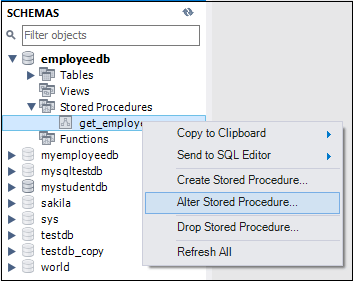 SCHEMAS
Filter objects
employeedb
Tables
Views
Stored Procedures
Functions
myemployeedb
mysqltestdb
mystudentdb
sakila
sys
testdb
testdb_copy
world
Copy to Clipboard
Send to SQL Editor
Create Stored Procedure...
Alter Stored Procedure...
Drop Stored Procedure...
Refresh All